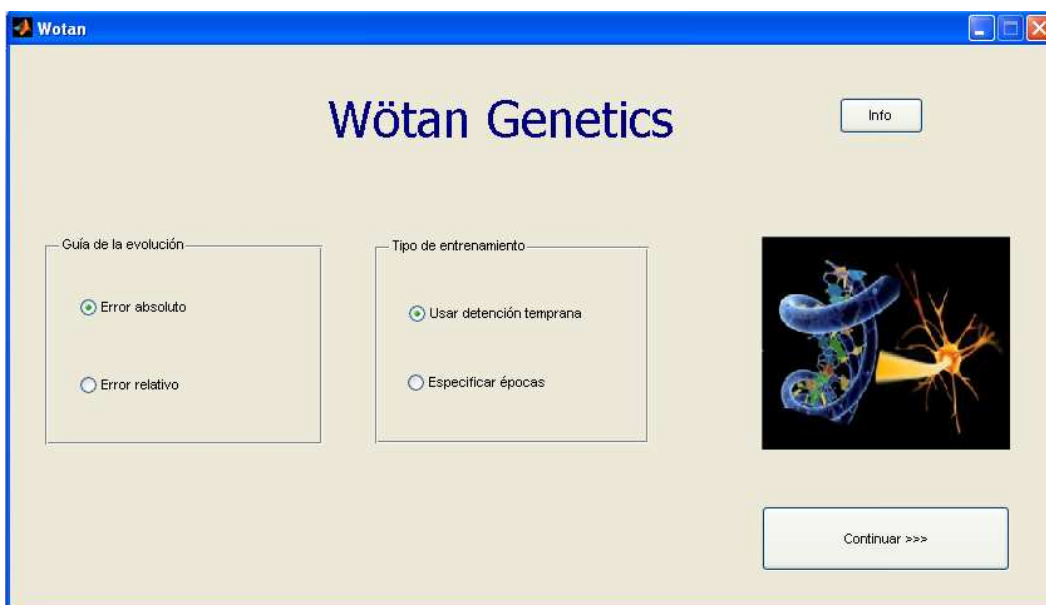 Wotan
Wötan Genetics
Info
Guía de la evolución
Error absoluto
Error relativo
Tipo de entrenamiento
Usar detención temprana
Especificar épocas
Continuar >>>